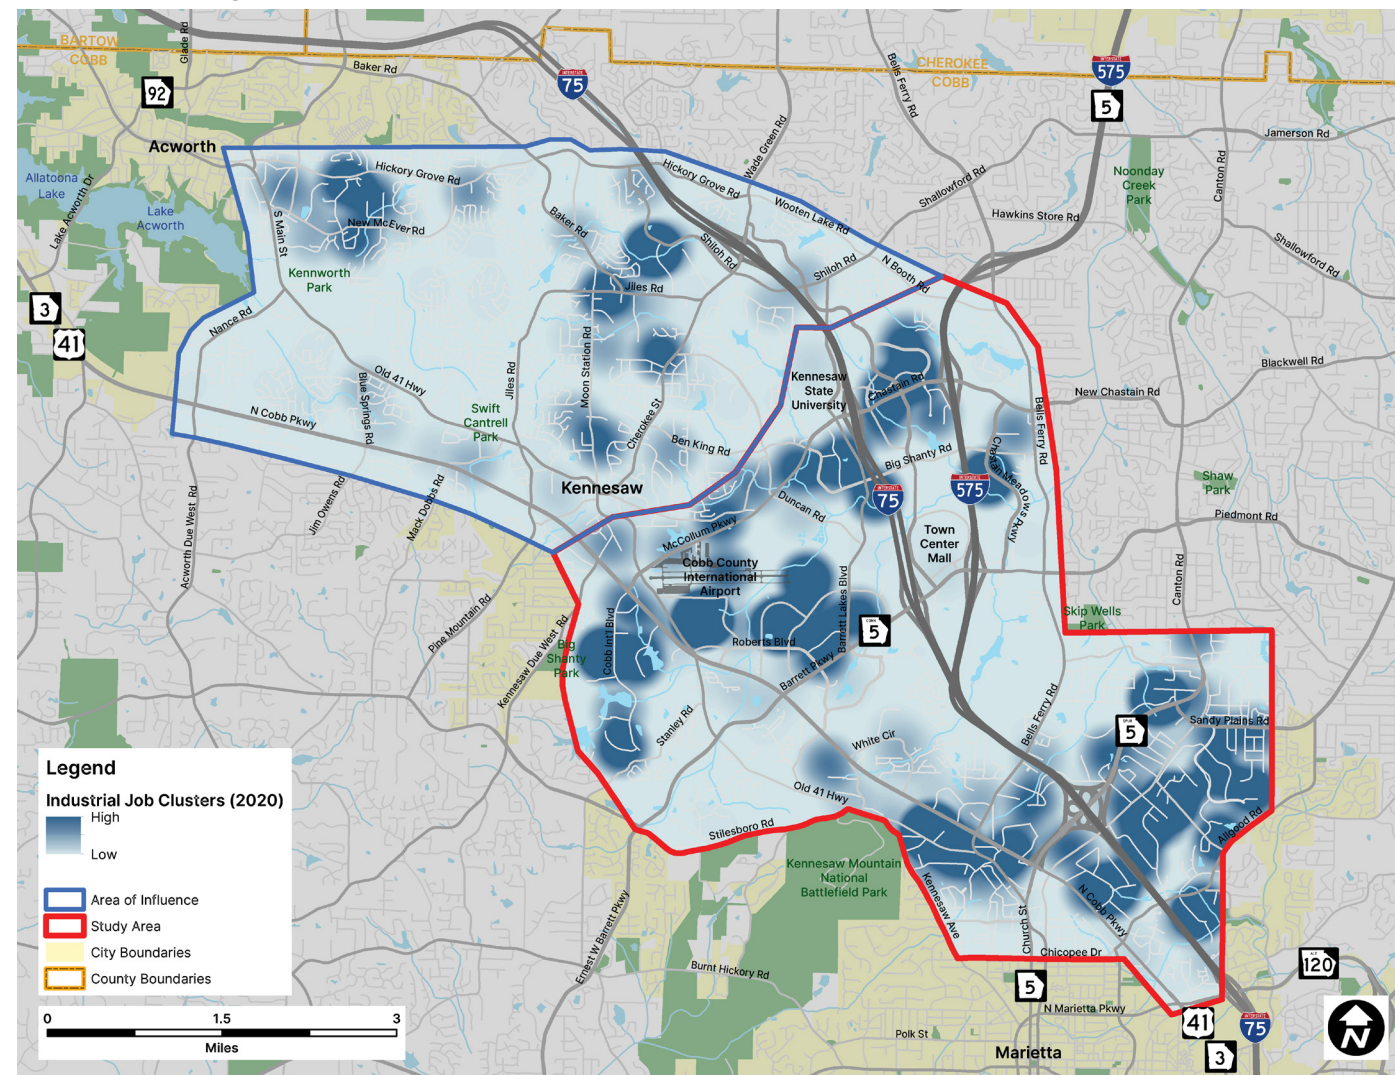 BARTOW
COBB
Glade Rd
Baker Rd
INTERSTATE
75
Bells Ferry Rd
CHEROKEE
COBB
INTERSTATE
575
5
92
Acworth
Jamerson Rd
Wade Green Rd
Hickory Grove Rd
Hickory Grove Rd
Shallowford Rd
Noonday
Creek
Park
Canton Rd
Allatoona
Lake
Lake Acworth Dr
Lake
Acworth
S Main St
New McEver Rd
Baker Rd
Wooten Lake Rd
Hawkins Store Rd
Shallowford Rd
Shiloh Rd
Shiloh Rd
N Booth Rd
Kennworth
Park
Jiles Rd
3
41
Nance Rd
Moon Station Rd
Jiles Rd
Old 41 Hwy
Blue Springs Rd
Kennesaw
State
University
Chastain Rd
Blackwell Rd
New Chastain Rd
Swift
Cantrell
Park
N Cobb Pkwy
Cherokee St
Ben King Rd
Bells Ferry Rd
Big Shanty Rd
Chastain Meadows Pkwy
Shaw
Park
Kennesaw
Jim Owens Rd
Mack Dobbs Rd
Acworth Due West Rd
INTERSTATE
75
INTERSTATE
575
Duncan Rd
Piedmont Rd
McCollum Pkwy
Town
Center
Mall
Cobb County
International
Airport
Canton Rd
Barrett Lakes Blvd
Pine Mountain Rd
Kennesaw Due West Rd
Cobb Int'l Blvd
Roberts Blvd
5
Skip Wells
Park
Big
Shanty
Park
Barrett Pkwy
Stanley Rd
Bells Ferry Rd
White Cir
SPUR
5
Sandy Plains Rd
Old 41 Hwy
Stilesboro Rd
Allgood Rd
Kennesaw Mountain
National
Battlefield Park
Kennesaw Ave
N Cobb Pkwy
Church St
Ernest W Barrett Pkwy
Chicopee Dr
Burnt Hickory Rd
ALT
120
5
N Marietta Pkwy
41
INTERSTATE
75
Polk St
Marietta
3
N
Legend
Industrial Job Clusters (2020)
High
Low
Area of Influence
Study Area
City Boundaries
County Boundaries
0 1.5 3
Miles